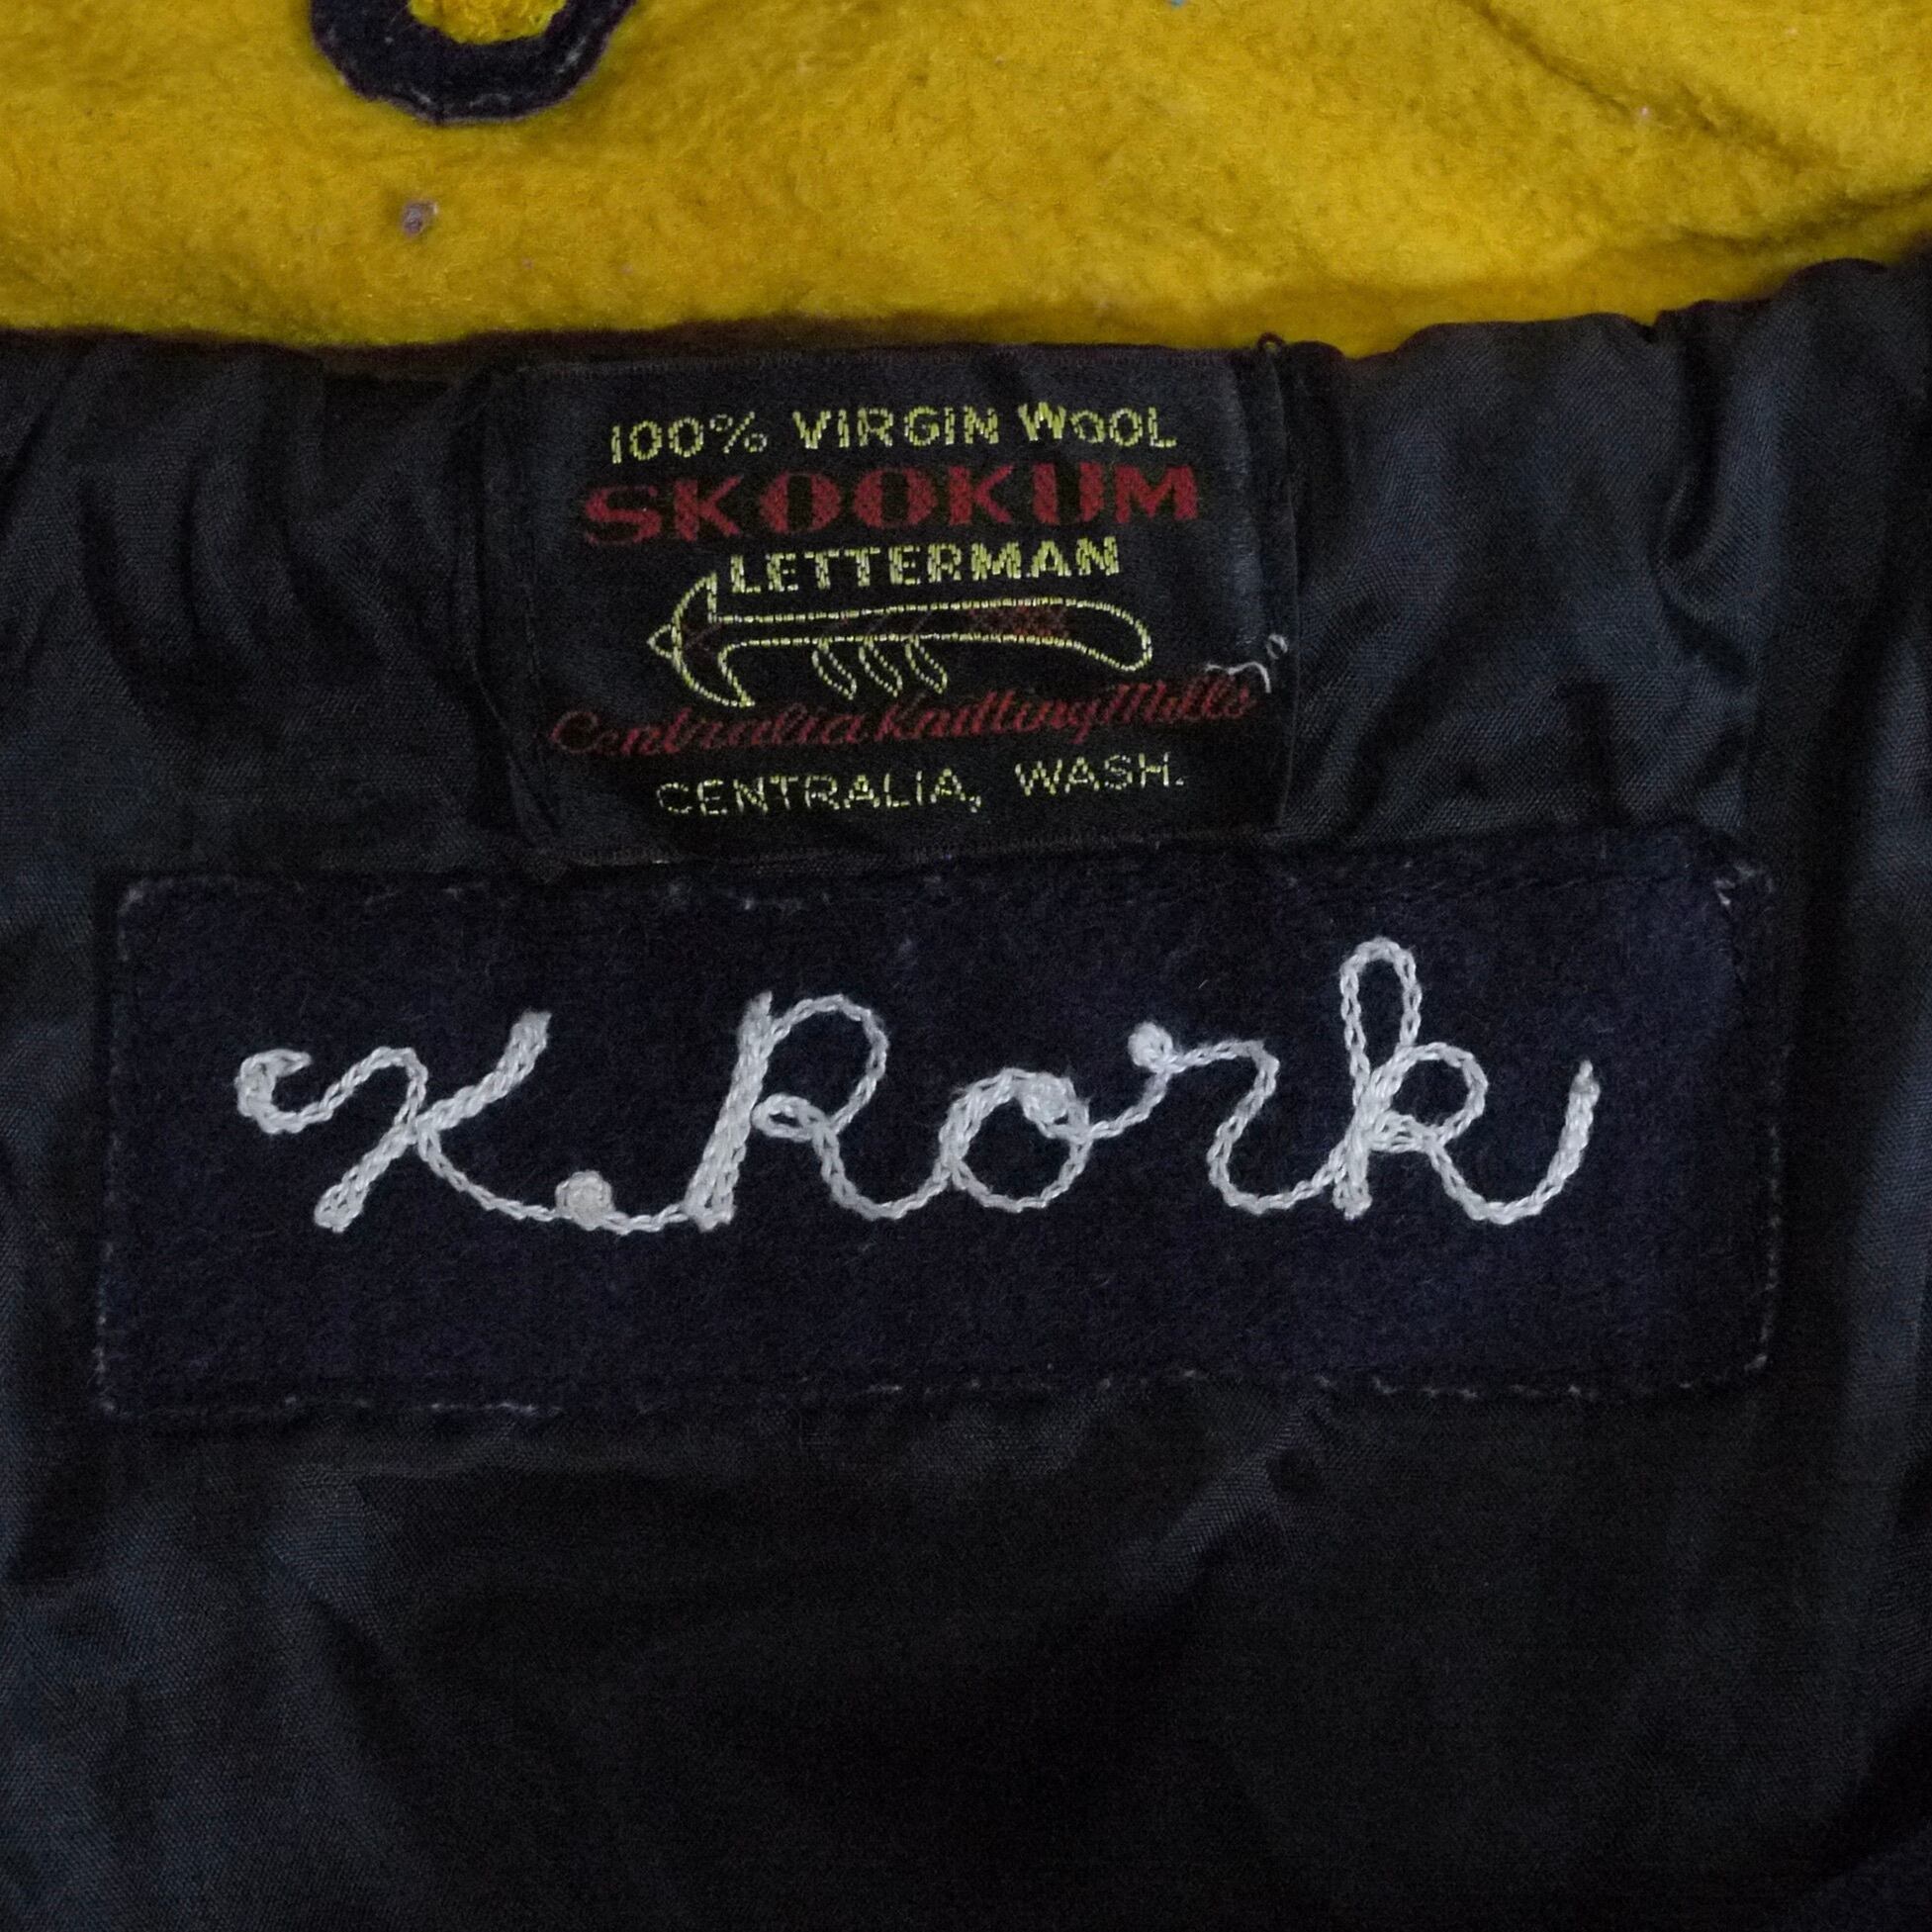 100% VIRGIN WOOL
SKOOKUM
LETTERMAN
Centralia Knitting Mills
CENTRALIA, WASH.
K. Rork